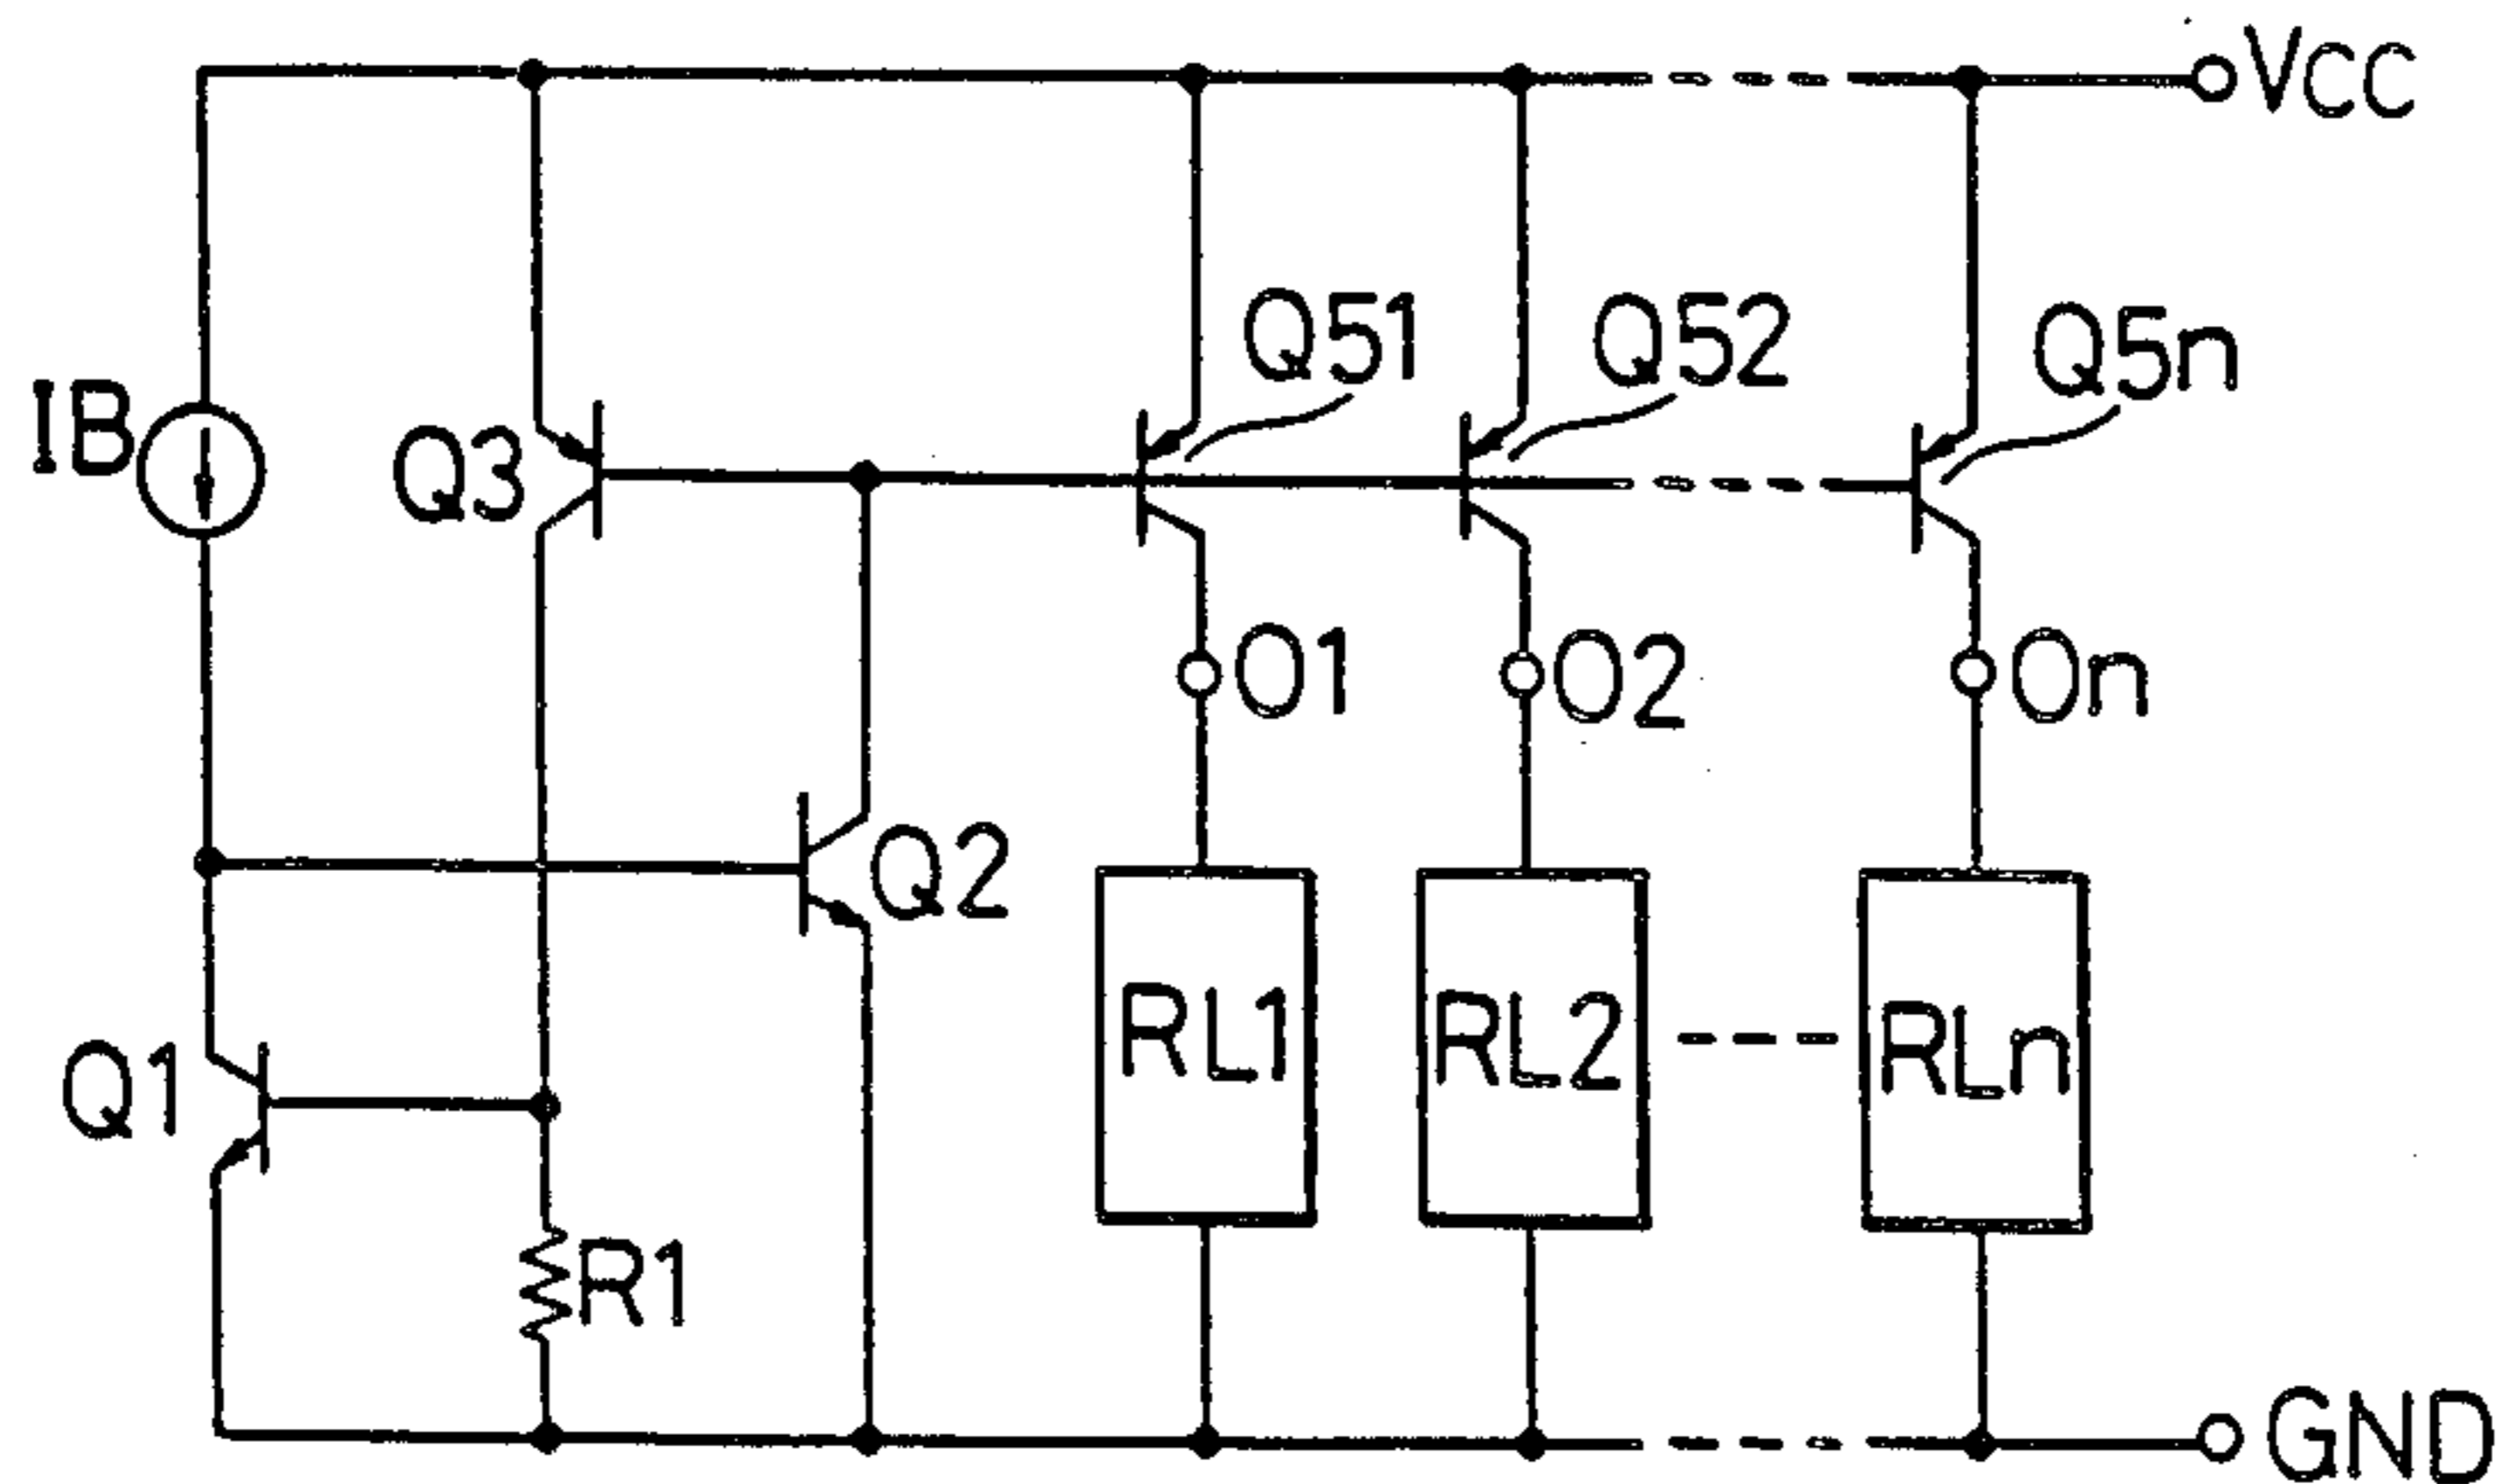 VCC
Q51 Q52 Q5n
IB Q3
O1 O2 On
Q2
RL1 RL2 RLn
Q1
R1
GND